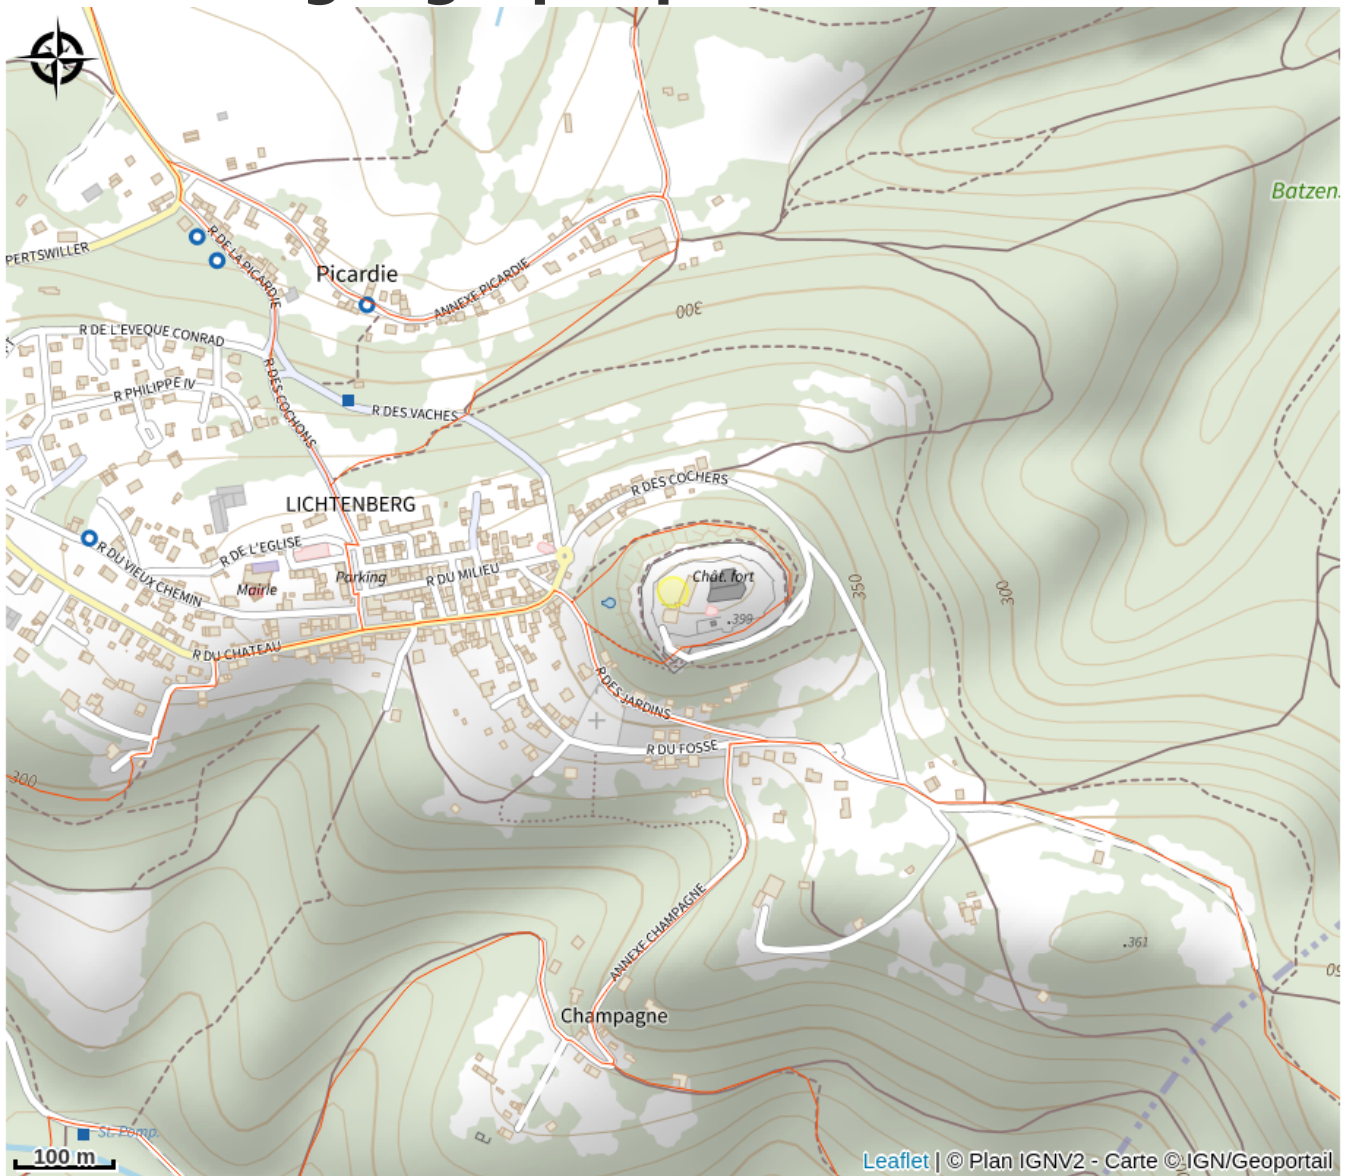 Batzen
PERTSWILLER
R DE LA PICARDIE
Picardie
ANNEXE PICARDIE
300
R DE L'EVEQUE CONRAD
R PHILIPPE IV
R DES COCHONS
R DES VACHES
LICHTENBERG
R DES COCHERS
R DU VIEUX CHEMIN
R DE L'EGLISE
Mairie
Parking
R DU MILIEU
Chât. fort
.399
350
300
R DU CHATEAU
R DES JARDINS
R DU FOSSE
300
ANNEXE CHAMPAGNE
.361
Champagne
St. Pomp.
100 m
Leaflet | © Plan IGNV2 - Carte © IGN/Geoportail